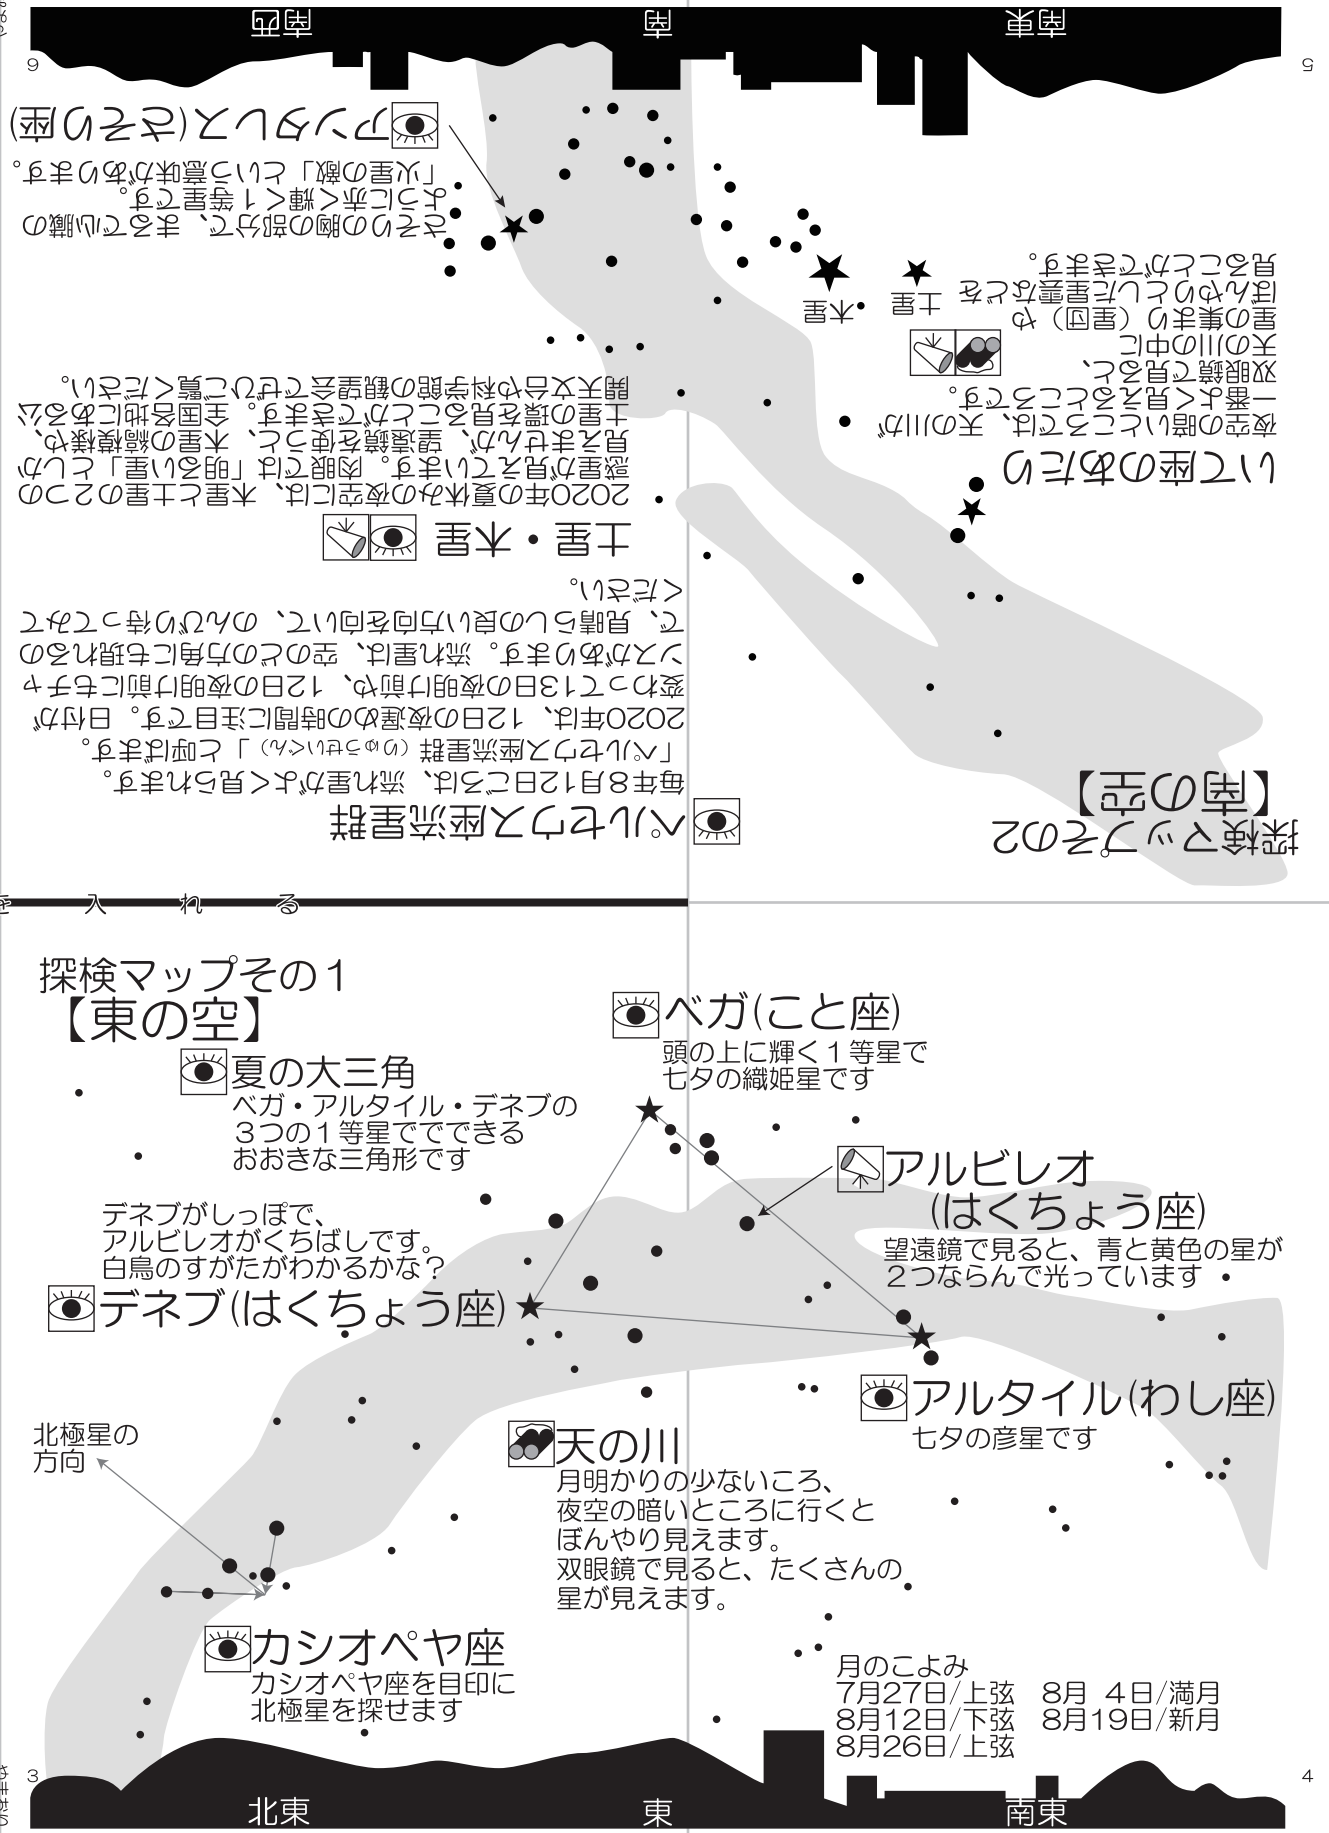 探検マップその1
【東の空】
夏の大三角
ベガ・アルタイル・デネブの
3つの1等星ででできる
おおきな三角形です
ベガ(こと座)
頭の上に輝く1等星で
七夕の織姫星です
アルビレオ
(はくちょう座)
望遠鏡で見ると、青と黄色の星が
2つならんで光っています
デネブがしっぽで、
アルビレオがくちばしです。
白鳥のすがたがわかるかな?
デネブ(はくちょう座)
アルタイル(わし座)
七夕の彦星です
北極星の
方向
天の川
月明かりの少ないころ、
夜空の暗いところに行くと
ぼんやり見えます。
双眼鏡で見ると、たくさんの
星が見えます。
カシオペヤ座
カシオペヤ座を目印に
北極星を探せます
月のこよみ
7月27日/上弦 8月 4日/満月
8月12日/下弦 8月19日/新月
8月26日/上弦
3
4
北東
東
南東
を入れる
探検マップその2
【南の空】
ペルセウス座流星群
毎年8月12日ごろは、流れ星がよく見られます。
「ペルセウス座流星群(りゅうせいぐん)」と呼ばます。
2020年は、12日の夜遅めの時間に注目です。日付が
変わって13日の夜明け前や、12日の夜明け前にもチャ
ンスがあります。流れ星は、空のどの方角にも現れるの
で、見晴らしの良い方向を向いて、のんびり待ってみて
ください。
土星・木星
2020年の夏休みの夜空には、木星と土星の2つの
惑星が見えています。肉眼では「明るい星」としか
見えませんが、望遠鏡を使うと、木星の縞模様や、
土星の環を見ることができます。全国各地にある公
開天文台や科学館の観望会でぜひご覧ください。
いて座のあたり
夜空の暗いところでは、天の川が
一番よく見えるところです。
双眼鏡で見ると、
天の川の中に
星の集まり(星団)や
ぼんやりとした星雲などを
見ることができます。
土星
木星
アンタレス(さそり座)
さそりの胸の部分で、まるで心臓の
ように赤く輝く1等星です。
「火星の敵」という意味があります。
5
6
南東
南
南西
やまおり